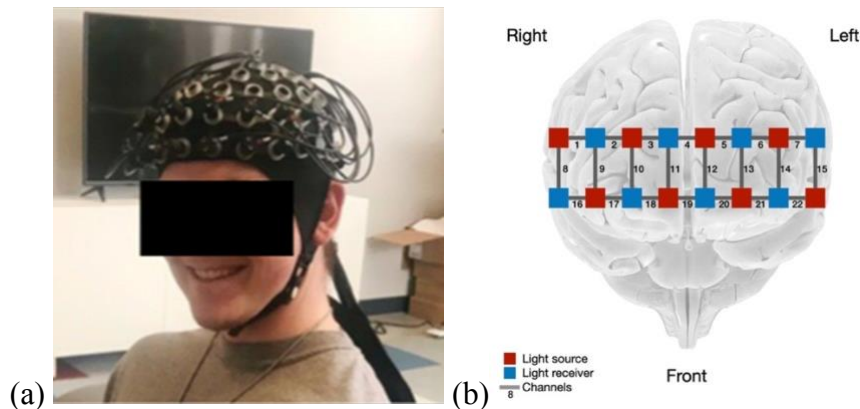 Right
Left
1 2 3 4 5 6 7
8 9 10 11 12 13 14 15
16 17 18 19 20 21 22
Light source
Light receiver
Channels
8
Front
(a)
(b)